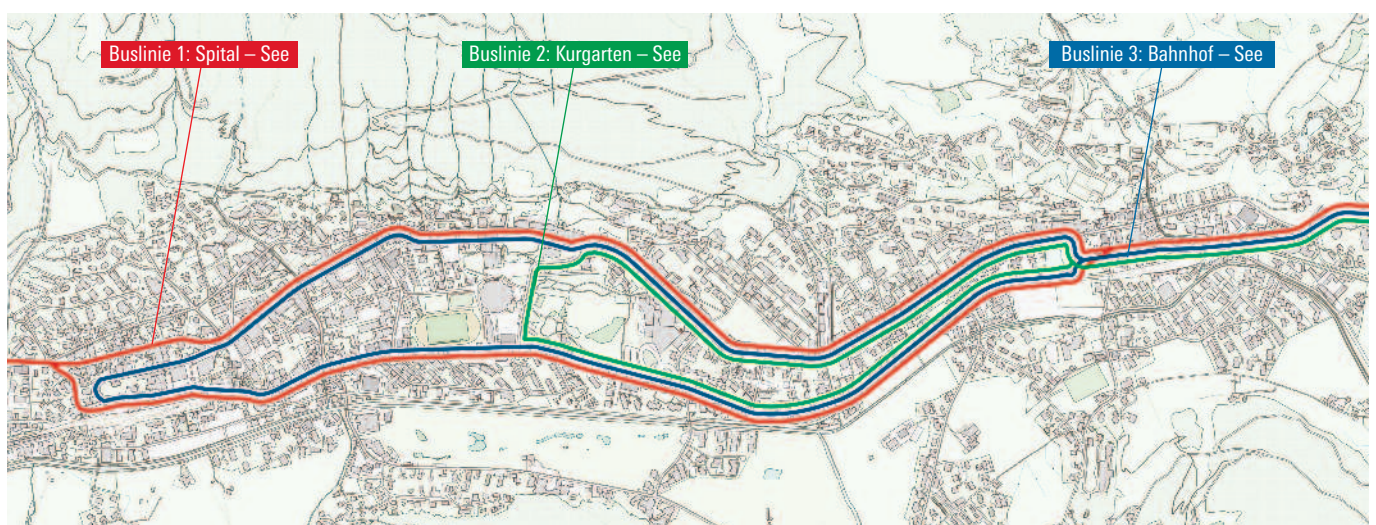 Buslinie 1: Spital – See
Buslinie 2: Kurgarten – See
Buslinie 3: Bahnhof – See